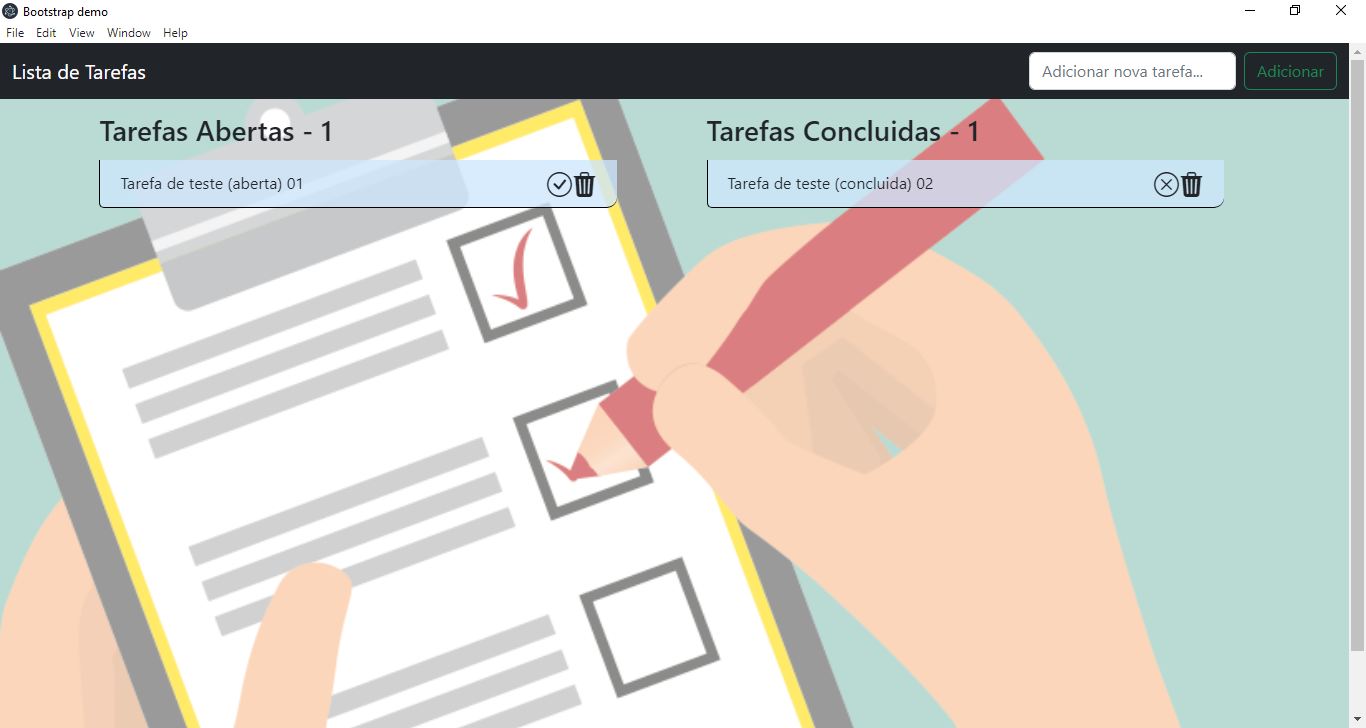 Bootstrap demo
File Edit View Window Help
Lista de Tarefas
Adicionar nova tarefa...
Adicionar
Tarefas Abertas - 1
Tarefa de teste (aberta) 01
Tarefas Concluidas - 1
Tarefa de teste (concluida) 02